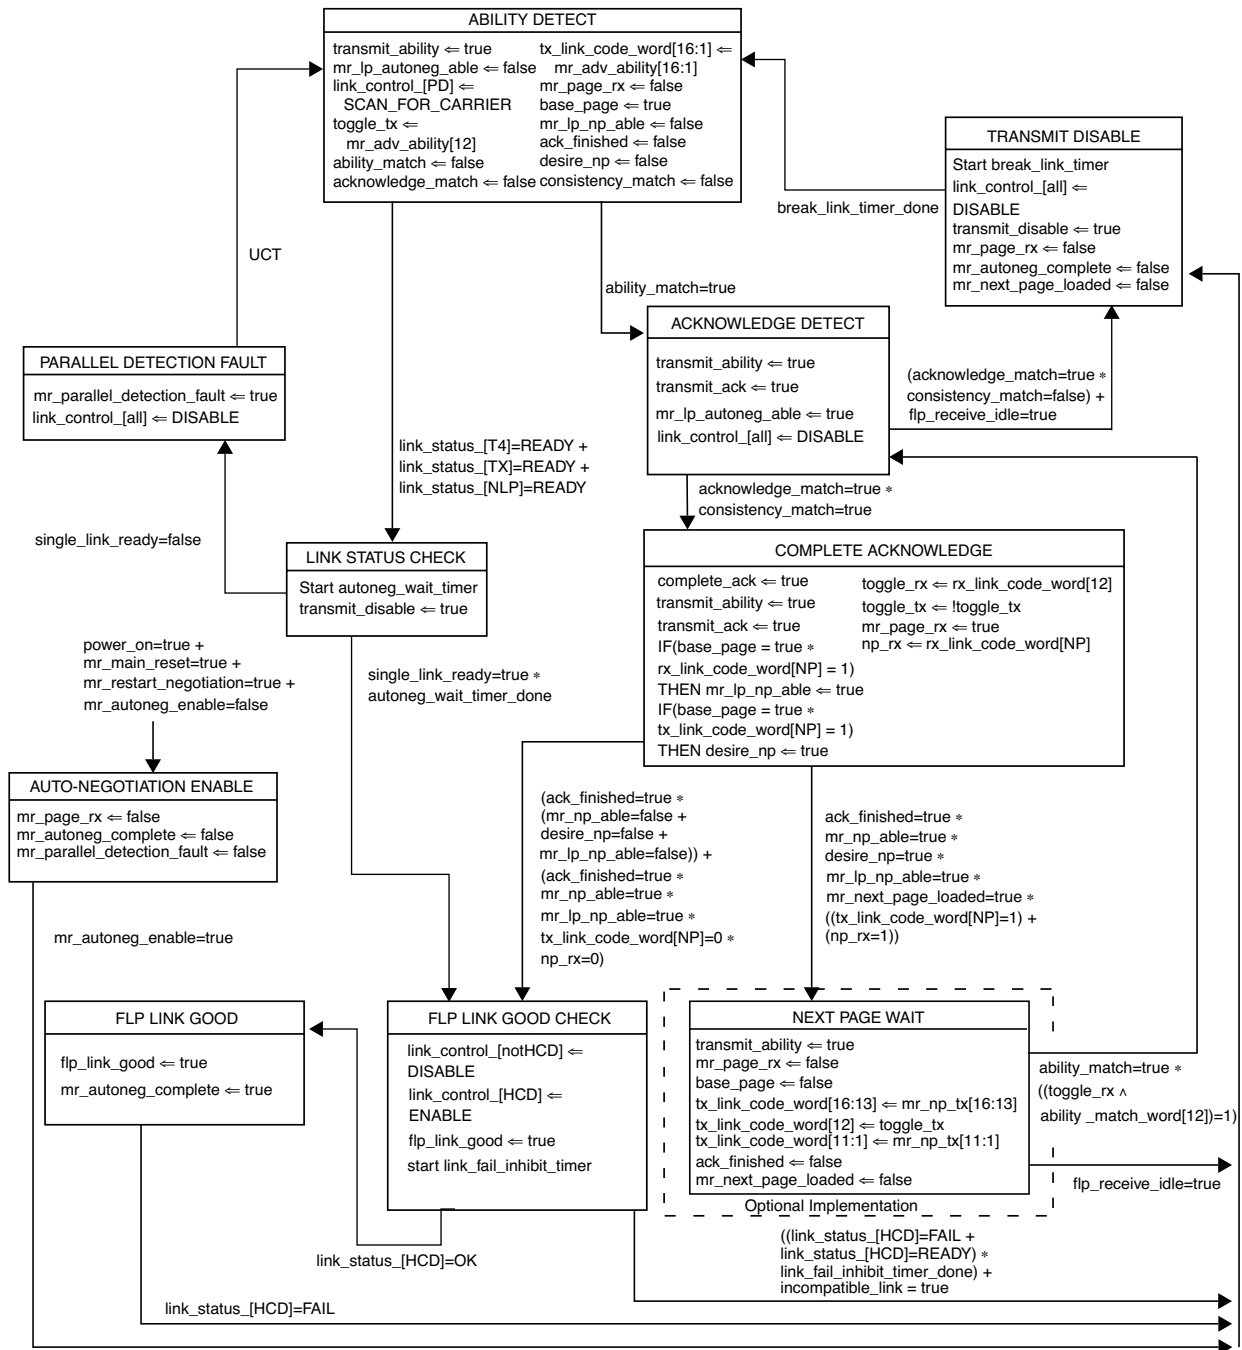 ABILITY DETECT
transmit_ability ⇐ true
mr_lp_autoneg_able ⇐ false
link_control_[PD] ⇐
SCAN_FOR_CARRIER
toggle_tx ⇐
mr_adv_ability[12]
ability_match ⇐ false
acknowledge_match ⇐ false
tx_link_code_word[16:1] ⇐
mr_adv_ability[16:1]
mr_page_rx ⇐ false
base_page ⇐ true
mr_lp_np_able ⇐ false
ack_finished ⇐ false
desire_np ⇐ false
consistency_match ⇐ false
TRANSMIT DISABLE
Start break_link_timer
link_control_[all] ⇐
DISABLE
transmit_disable ⇐ true
mr_page_rx ⇐ false
mr_autoneg_complete ⇐ false
mr_next_page_loaded ⇐ false
break_link_timer_done
UCT
ability_match=true
ACKNOWLEDGE DETECT
transmit_ability ⇐ true
transmit_ack ⇐ true
mr_lp_autoneg_able ⇐ true
link_control_[all] ⇐ DISABLE
(acknowledge_match=true *
consistency_match=false) +
flp_receive_idle=true
PARALLEL DETECTION FAULT
mr_parallel_detection_fault ⇐ true
link_control_[all] ⇐ DISABLE
link_status_[T4]=READY +
link_status_[TX]=READY +
link_status_[NLP]=READY
acknowledge_match=true *
consistency_match=true
single_link_ready=false
LINK STATUS CHECK
Start autoneg_wait_timer
transmit_disable ⇐ true
COMPLETE ACKNOWLEDGE
complete_ack ⇐ true
transmit_ability ⇐ true
transmit_ack ⇐ true
IF(base_page = true *
rx_link_code_word[NP] = 1)
THEN mr_lp_np_able ⇐ true
IF(base_page = true *
tx_link_code_word[NP] = 1)
THEN desire_np ⇐ true
toggle_rx ⇐ rx_link_code_word[12]
toggle_tx ⇐ !toggle_tx
mr_page_rx ⇐ true
np_rx ⇐ rx_link_code_word[NP]
power_on=true +
mr_main_reset=true +
mr_restart_negotiation=true +
mr_autoneg_enable=false
single_link_ready=true *
autoneg_wait_timer_done
AUTO-NEGOTIATION ENABLE
mr_page_rx ⇐ false
mr_autoneg_complete ⇐ false
mr_parallel_detection_fault ⇐ false
(ack_finished=true *
(mr_np_able=false +
desire_np=false +
mr_lp_np_able=false)) +
(ack_finished=true *
mr_np_able=true *
mr_lp_np_able=true *
tx_link_code_word[NP]=0 *
np_rx=0)
ack_finished=true *
mr_np_able=true *
desire_np=true *
mr_lp_np_able=true *
mr_next_page_loaded=true *
((tx_link_code_word[NP]=1) +
(np_rx=1))
mr_autoneg_enable=true
FLP LINK GOOD
flp_link_good ⇐ true
mr_autoneg_complete ⇐ true
FLP LINK GOOD CHECK
link_control_[notHCD] ⇐
DISABLE
link_control_[HCD] ⇐
ENABLE
flp_link_good ⇐ true
start link_fail_inhibit_timer
NEXT PAGE WAIT
transmit_ability ⇐ true
mr_page_rx ⇐ false
base_page ⇐ false
tx_link_code_word[16:13] ⇐ mr_np_tx[16:13]
tx_link_code_word[12] ⇐ toggle_tx
tx_link_code_word[11:1] ⇐ mr_np_tx[11:1]
ack_finished ⇐ false
mr_next_page_loaded ⇐ false
Optional Implementation
ability_match=true *
((toggle_rx ∧
ability _match_word[12])=1)
flp_receive_idle=true
link_status_[HCD]=OK
((link_status_[HCD]=FAIL +
link_status_[HCD]=READY) *
link_fail_inhibit_timer_done) +
incompatible_link = true
link_status_[HCD]=FAIL